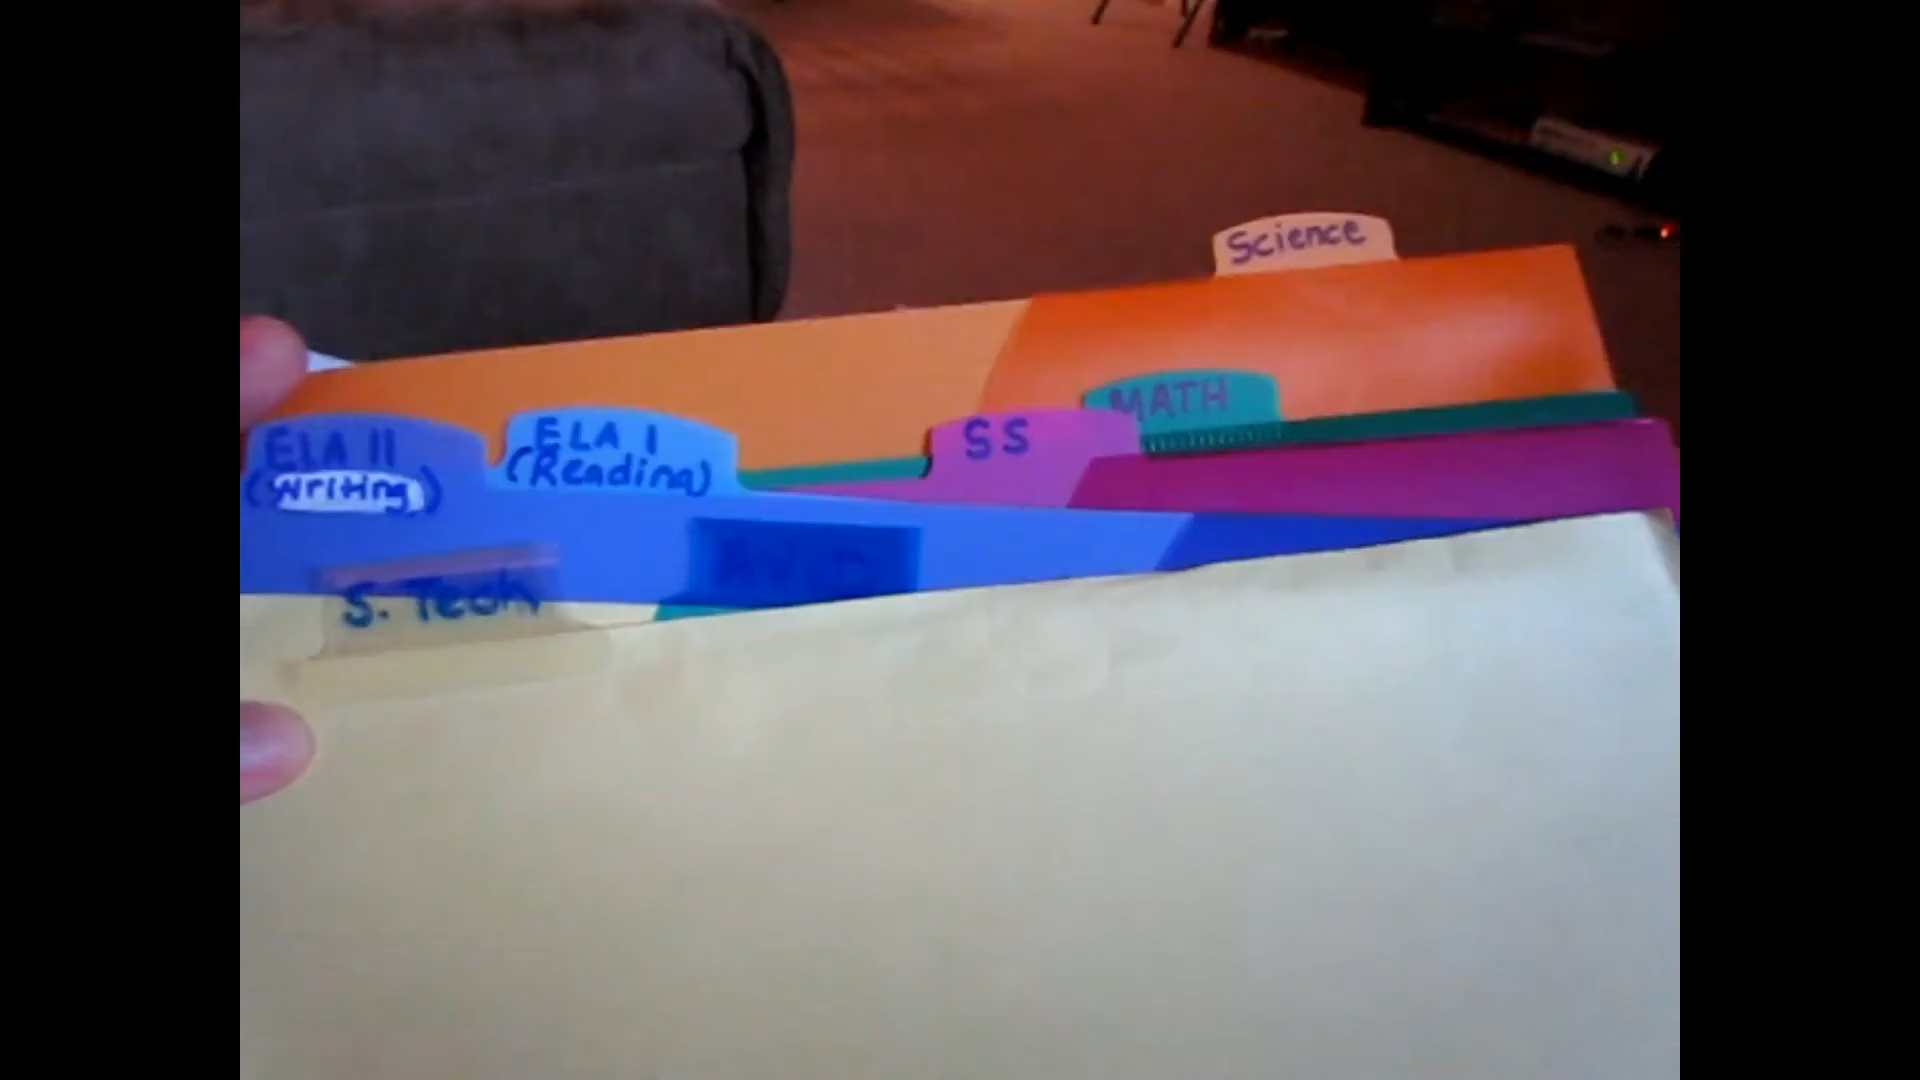 Science
MATH
SS
ELA I
(Reading)
ELA II
(Writing)
S. Tech